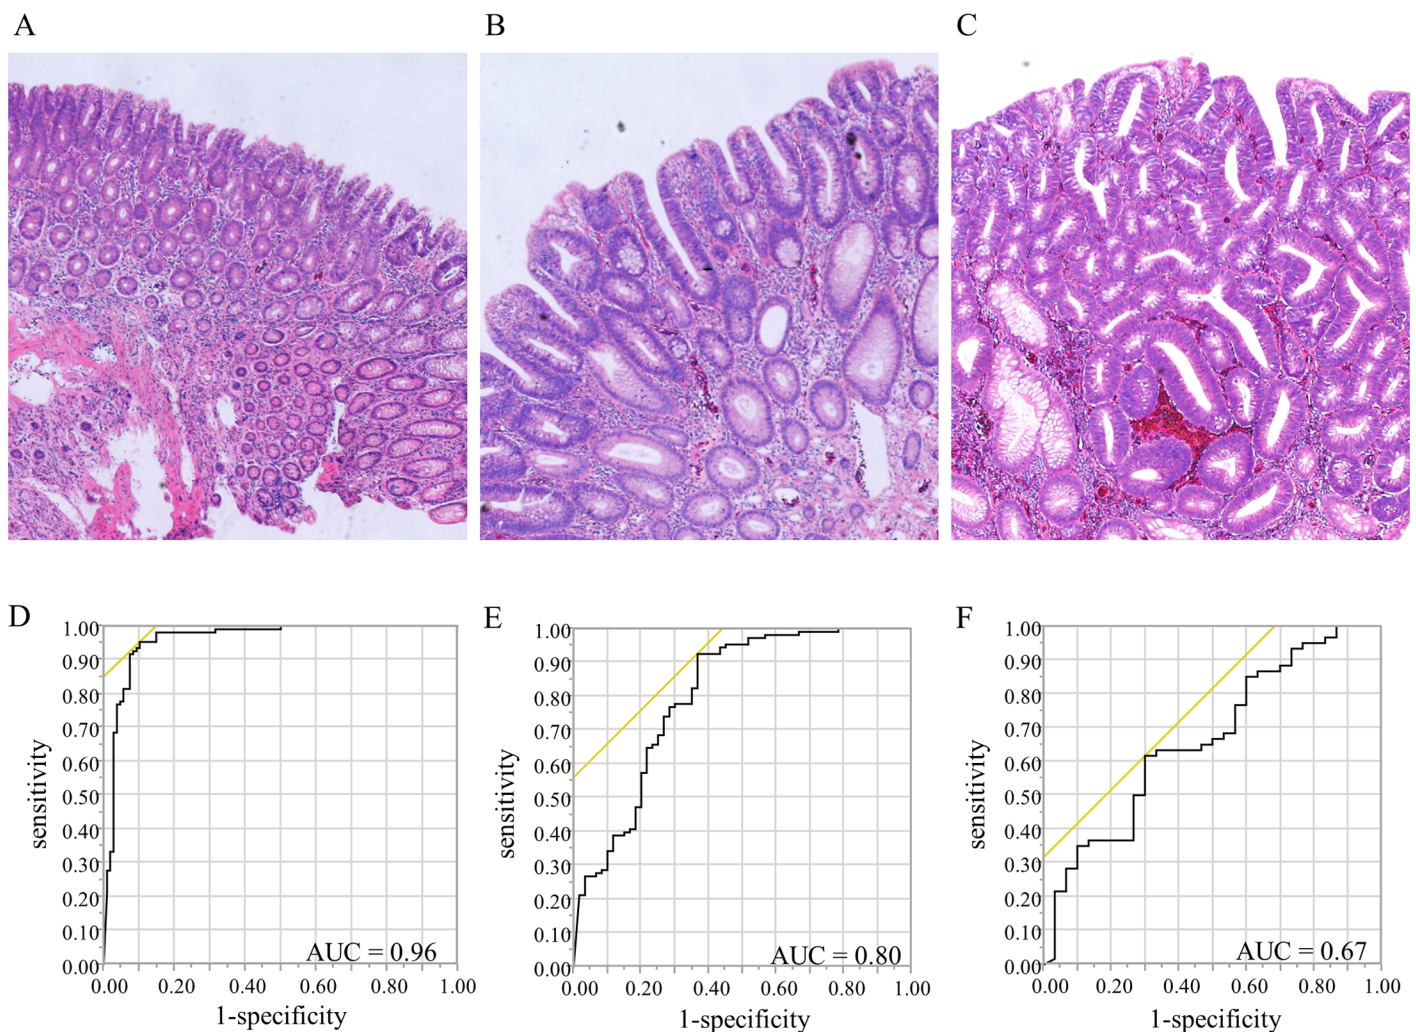 A B C
D E F
1.00 1.00 1.00
0.90 0.90 0.90
0.80 0.80 0.80
0.70 0.70 0.70
0.60 0.60 0.60
0.50 0.50 0.50
0.40 0.40 0.40
0.30 0.30 0.30
0.20 0.20 0.20
0.10 0.10 0.10
0.00 0.00 0.00
sensitivity sensitivity sensitivity
AUC = 0.96 AUC = 0.80 AUC = 0.67
0.00 0.20 0.40 0.60 0.80 1.00 0.00 0.20 0.40 0.60 0.80 1.00 0.00 0.20 0.40 0.60 0.80 1.00
1-specificity 1-specificity 1-specificity